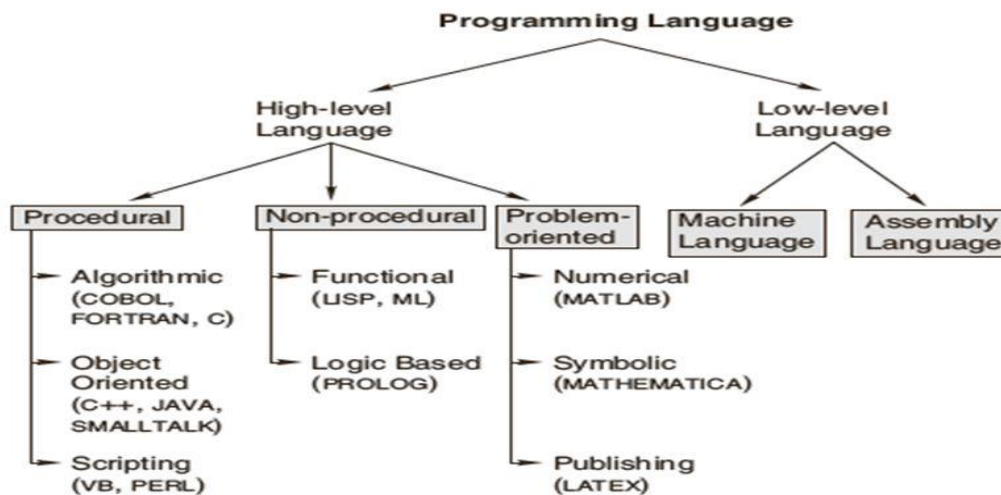 Programming Language
High-level
Language
Low-level
Language
Procedural
Non-procedural
Problem-
oriented
Machine
Language
Assembly
Language
Algorithmic
(COBOL,
FORTRAN, C)
Object
Oriented
(C++, JAVA,
SMALLTALK)
Scripting
(VB, PERL)
Functional
(LISP, ML)
Logic Based
(PROLOG)
Numerical
(MATLAB)
Symbolic
(MATHEMATICA)
Publishing
(LATEX)